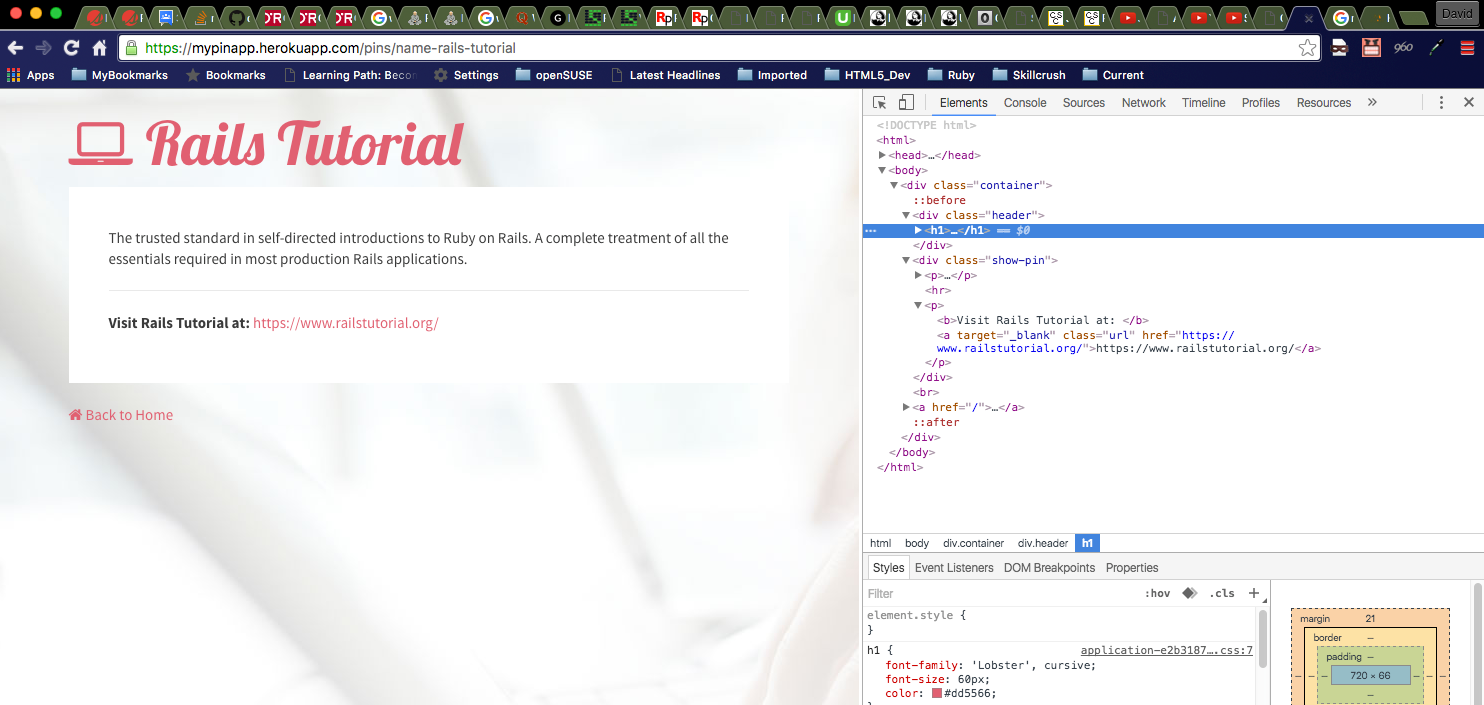 David
https://mypinapp.herokuapp.com/pins/name-rails-tutorial
960
Apps MyBookmarks Bookmarks Learning Path: Becon Settings openSUSE Latest Headlines Imported HTML5_Dev Ruby Skillcrush Current
Rails Tutorial
The trusted standard in self-directed introductions to Ruby on Rails. A complete treatment of all the
essentials required in most production Rails applications.
Visit Rails Tutorial at: https://www.railstutorial.org/
Back to Home
Elements Console Sources Network Timeline Profiles Resources »
<!DOCTYPE html>
<html>
<head>…</head>
<body>
<div class="container">
::before
<div class="header">
<h1>…</h1> == $0
</div>
<div class="show-pin">
<p>…</p>
<hr>
<p>
<b>Visit Rails Tutorial at: </b>
<a target="_blank" class="url" href="https://
www.railstutorial.org/">https://www.railstutorial.org/</a>
</p>
</div>
<br>
<a href="/">…</a>
::after
</div>
</body>
</html>
html body div.container div.header h1
Styles Event Listeners DOM Breakpoints Properties
Filter :hov .cls +
element.style {
}
h1 { application-e2b3187….css:7
font-family: 'Lobster', cursive;
font-size: 60px;
color: #dd5566;
margin 21
border –
padding –
– – – 720 × 66 – – –
–